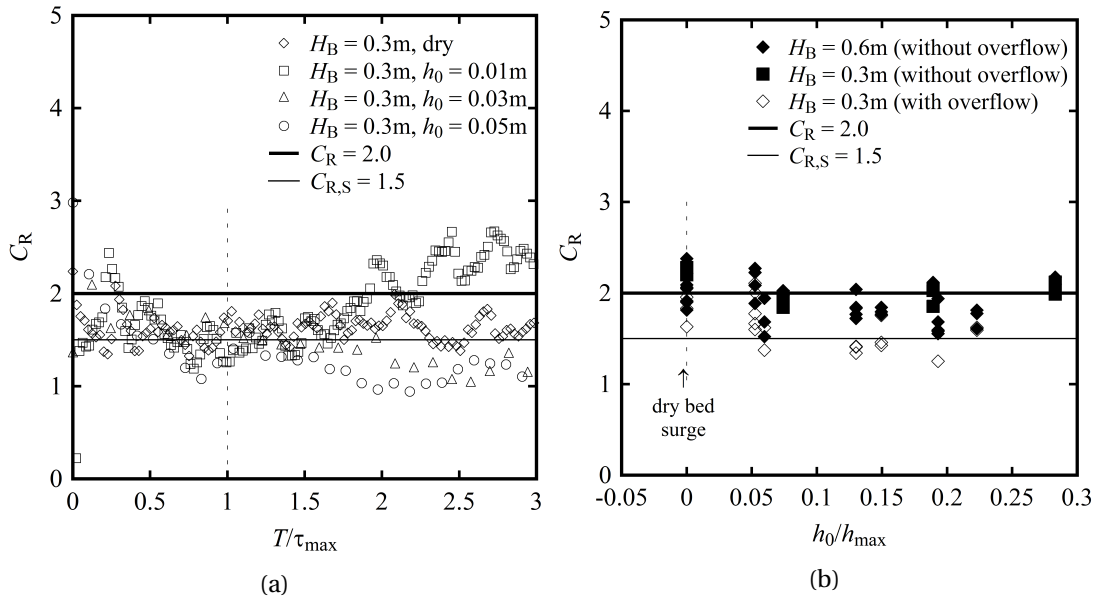 5
4
3
2
1
0
C_R
◇ H_B = 0.3m, dry
□ H_B = 0.3m, h_0 = 0.01m
△ H_B = 0.3m, h_0 = 0.03m
○ H_B = 0.3m, h_0 = 0.05m
C_R = 2.0
C_R,S = 1.5
0 0.5 1 1.5 2 2.5 3
T/τ_max
(a)
5
4
3
2
1
0
C_R
◆ H_B = 0.6m (without overflow)
■ H_B = 0.3m (without overflow)
◇ H_B = 0.3m (with overflow)
C_R = 2.0
C_R,S = 1.5
↑
dry bed
surge
-0.05 0 0.05 0.1 0.15 0.2 0.25 0.3
h_0/h_max
(b)